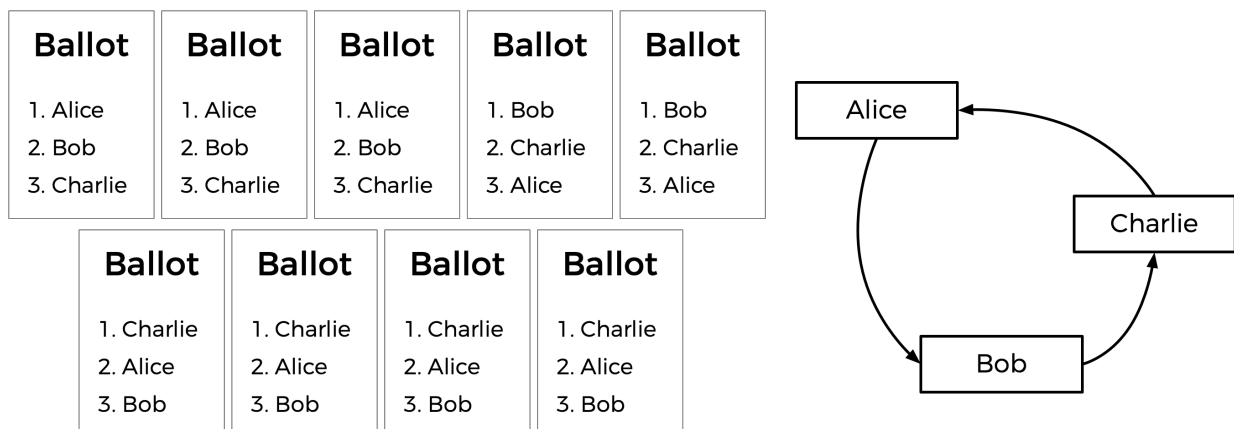 Ballot
1. Alice
2. Bob
3. Charlie
Ballot
1. Alice
2. Bob
3. Charlie
Ballot
1. Alice
2. Bob
3. Charlie
Ballot
1. Bob
2. Charlie
3. Alice
Ballot
1. Bob
2. Charlie
3. Alice
Ballot
1. Charlie
2. Alice
3. Bob
Ballot
1. Charlie
2. Alice
3. Bob
Ballot
1. Charlie
2. Alice
3. Bob
Ballot
1. Charlie
2. Alice
3. Bob
Alice
Charlie
Bob